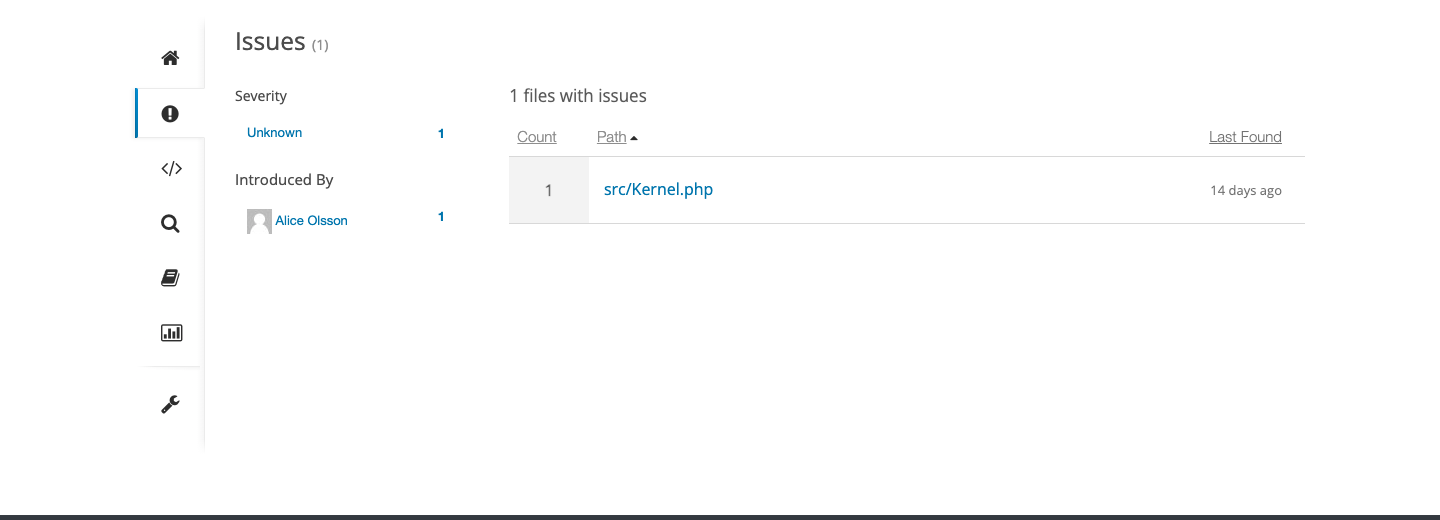 Issues (1)
Severity
Unknown 1
Introduced By
Alice Olsson 1
1 files with issues
Count Path Last Found
1 src/Kernel.php 14 days ago